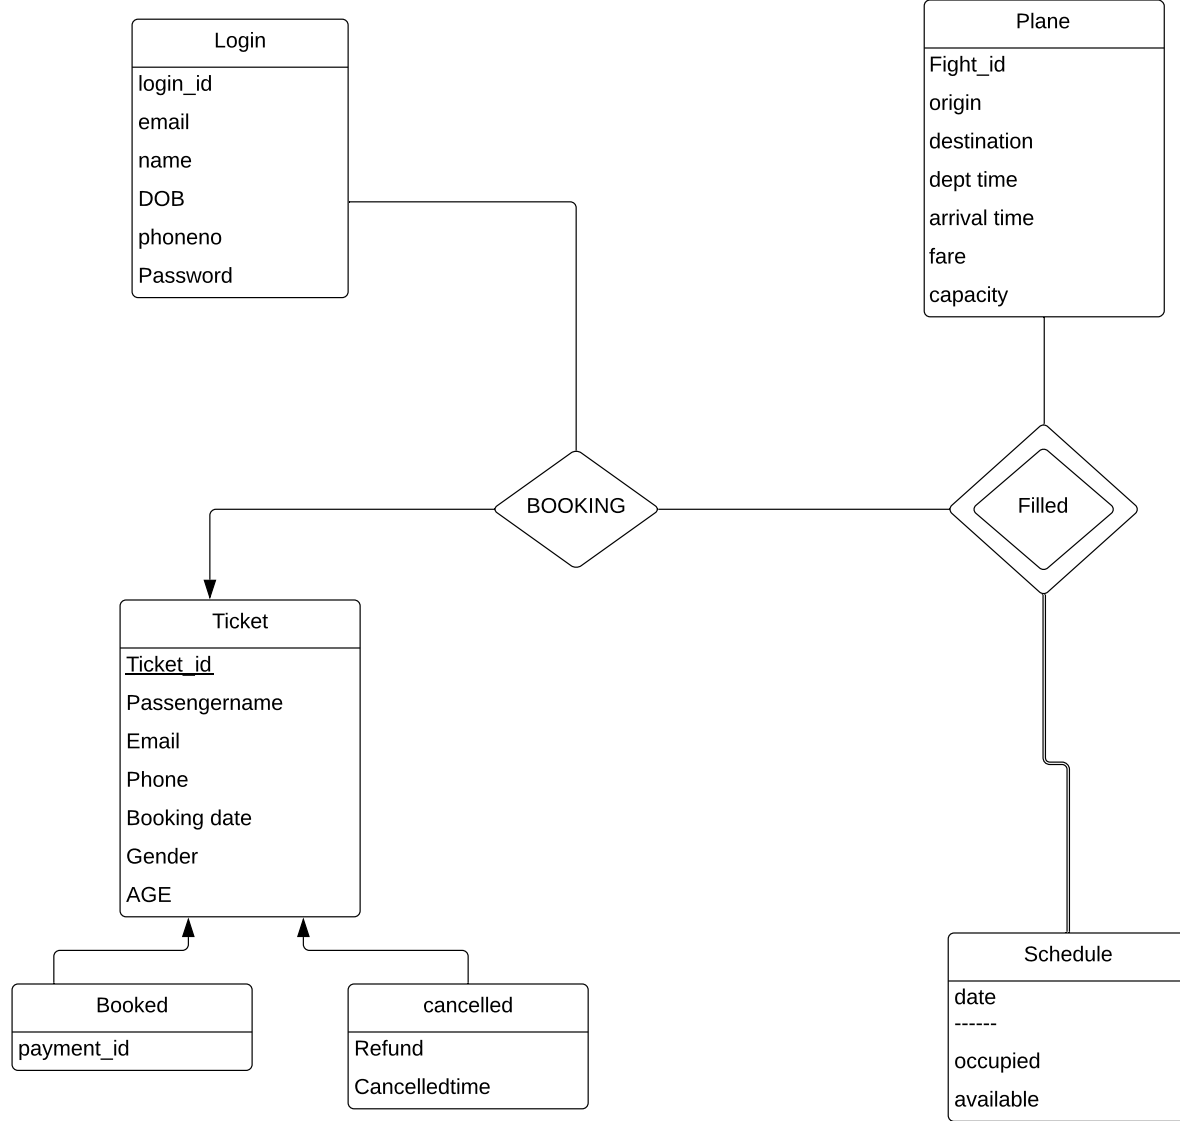 Login
login_id
email
name
DOB
phoneno
Password
Plane
Fight_id
origin
destination
dept time
arrival time
fare
capacity
BOOKING
Filled
Ticket
Ticket_id
Passengername
Email
Phone
Booking date
Gender
AGE
Booked
payment_id
cancelled
Refund
Cancelledtime
Schedule
date
------
occupied
available